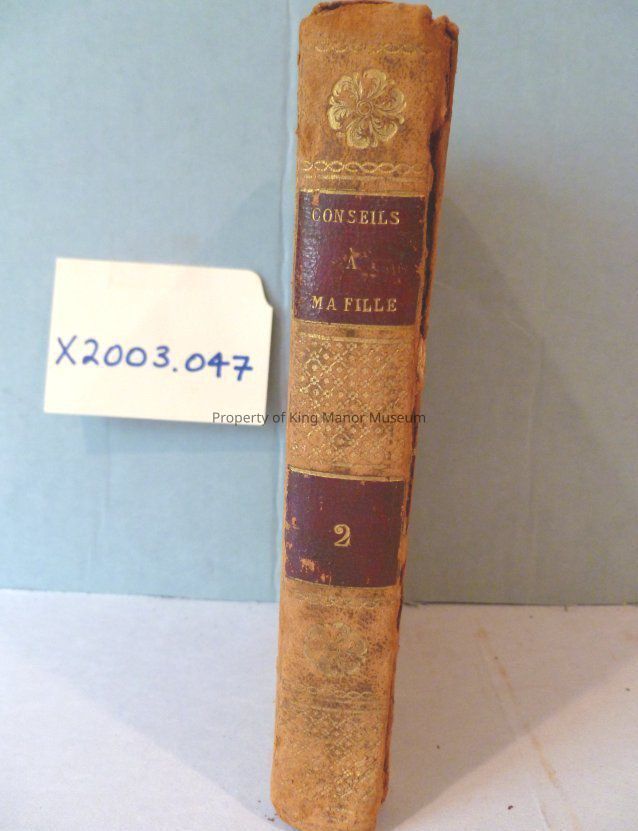 CONSEILS
A
MA FILLE
X2003.047
Property of King Manor Museum
2